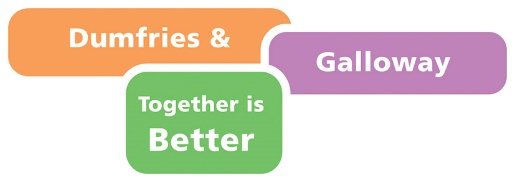 Dumfries &
Galloway
Together is
Better